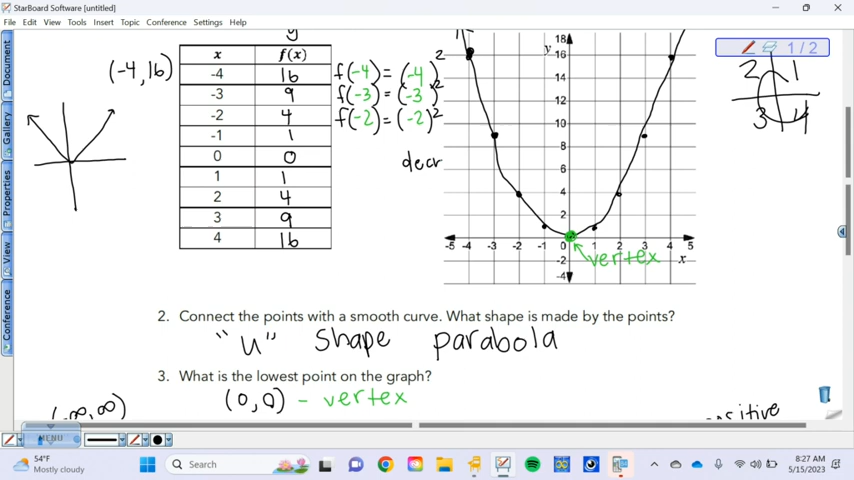 StarBoard Software [untitled]
File Edit View Tools Insert Topic Conference Settings Help
Document
Gallery
Properties
View
Conference
1 / 2
y
(-4, 16)
x f(x)
-4 16
-3 9
-2 4
-1 1
0 0
1 1
2 4
3 9
4 16
f(-4) = (-4)²
f(-3) = (-3)²
f(-2) = (-2)²
decr
y
18
16
14
12
10
8
6
4
2
-5 -4 -3 -2 -1 0 1 2 3 4 5
-2
-4
x
vertex
2 1
3 4
2. Connect the points with a smooth curve. What shape is made by the points?
"u" shape parabola
3. What is the lowest point on the graph?
(0, 0) - vertex
(-∞, ∞)
MENU
54°F
Mostly cloudy
Search
8:27 AM
5/15/2023